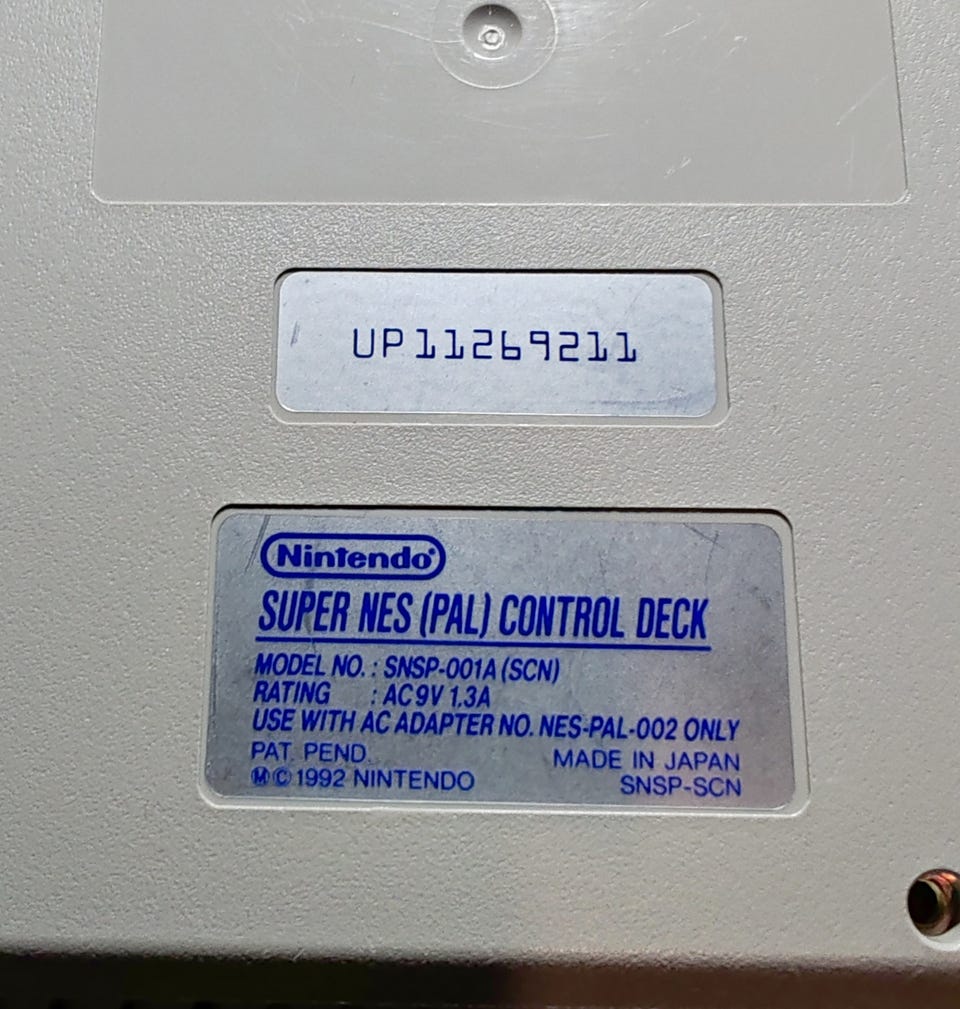 UP11269211
Nintendo®
SUPER NES (PAL) CONTROL DECK
MODEL NO. : SNSP-001A (SCN)
RATING : AC 9V 1.3A
USE WITH AC ADAPTER NO. NES-PAL-002 ONLY
PAT. PEND. MADE IN JAPAN
Ⓜ©1992 NINTENDO SNSP-SCN